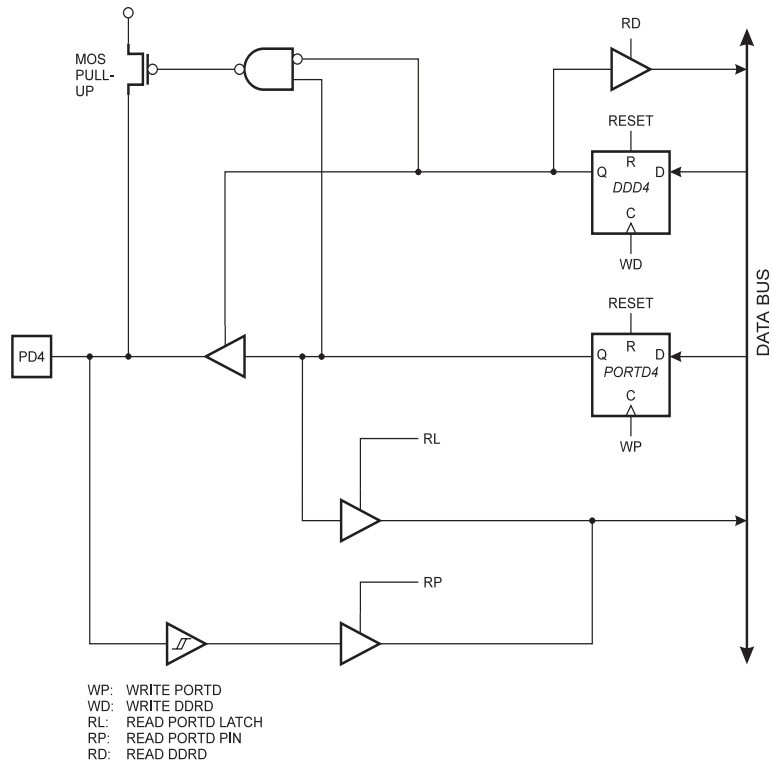 RD
MOS
PULL-
UP
RESET
R
Q
D
DDD4
C
WD
DATA BUS
RESET
R
Q
D
PD4
PORTD4
C
WP
RL
RP
WP: WRITE PORTD
WD: WRITE DDRD
RL: READ PORTD LATCH
RP: READ PORTD PIN
RD: READ DDRD